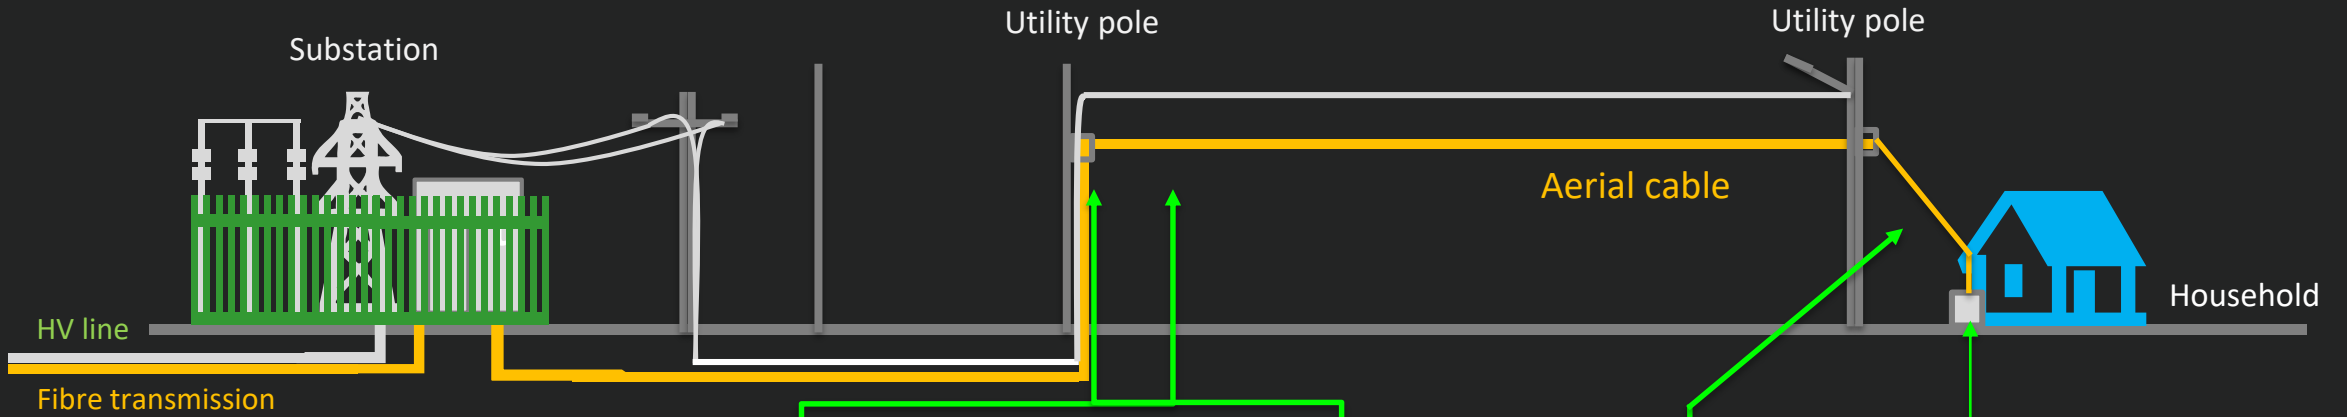 Utility pole
Utility pole
Substation
Aerial cable
Household
HV line
Fibre transmission